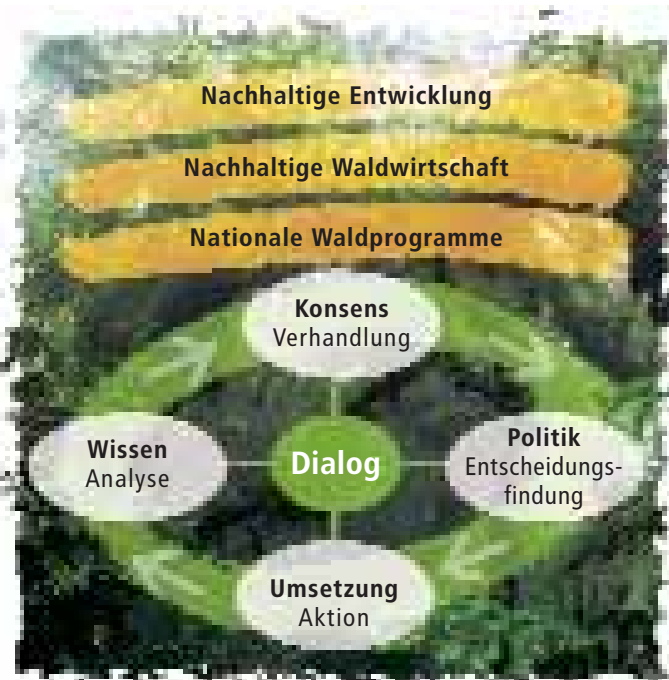 Nachhaltige Entwicklung
Nachhaltige Waldwirtschaft
Nationale Waldprogramme
Konsens
Verhandlung
Wissen
Analyse
Dialog
Politik
Entscheidungs-
findung
Umsetzung
Aktion